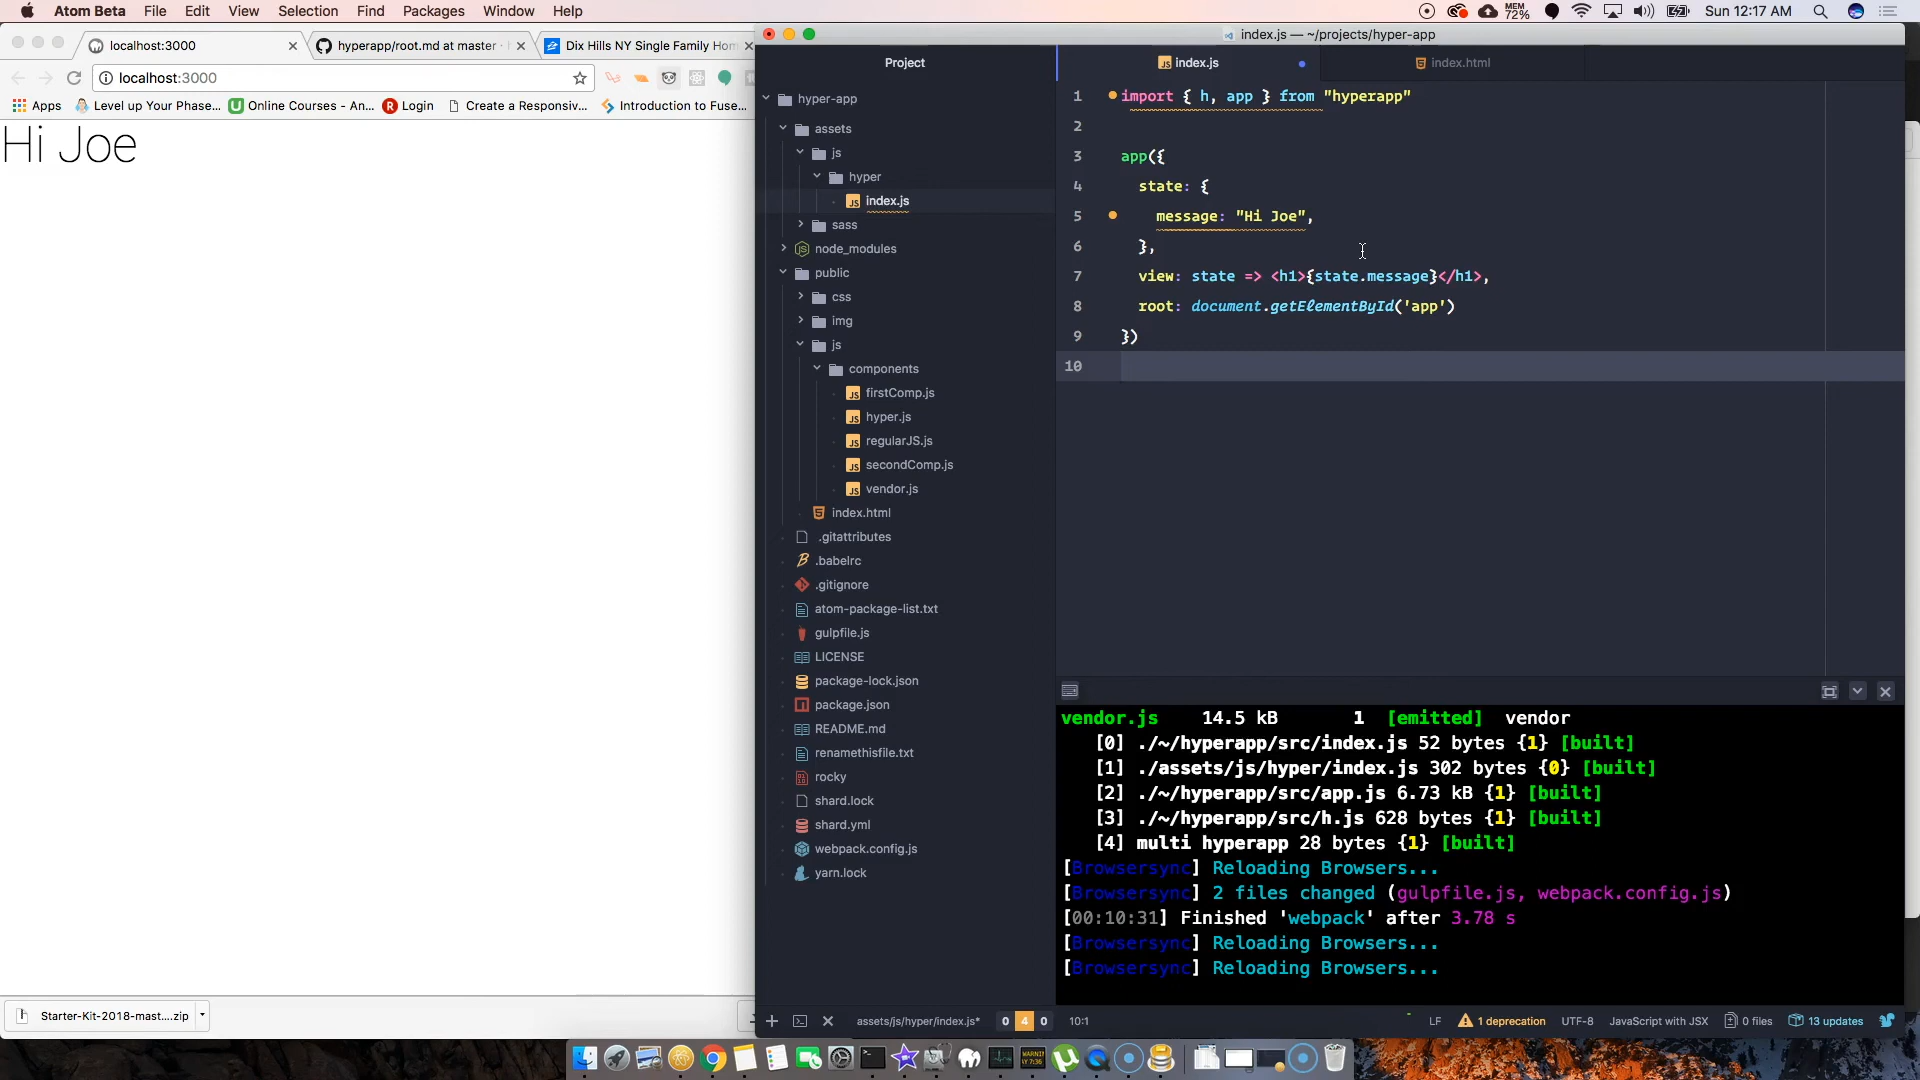 Atom Beta File Edit View Selection Find Packages Window Help
MEM 72% Sun 12:17 AM
localhost:3000
hyperapp/root.md at master
Dix Hills NY Single Family Hom
localhost:3000
Apps Level up Your Phase... Online Courses - An... Login Create a Responsiv... Introduction to Fuse...
Hi Joe
Starter-Kit-2018-mast....zip
index.js — ~/projects/hyper-app
Project
hyper-app
assets
js
hyper
index.js
sass
node_modules
public
css
img
js
components
firstComp.js
hyper.js
regularJS.js
secondComp.js
vendor.js
index.html
.gitattributes
.babelrc
.gitignore
atom-package-list.txt
gulpfile.js
LICENSE
package-lock.json
package.json
README.md
renamethisfile.txt
rocky
shard.lock
shard.yml
webpack.config.js
yarn.lock
index.js
index.html
1 import { h, app } from "hyperapp"
2
3 app({
4 state: {
5 message: "Hi Joe",
6 },
7 view: state => <h1>{state.message}</h1>,
8 root: document.getElementById('app')
9 })
10
vendor.js 14.5 kB 1 [emitted] vendor
[0] ./~/hyperapp/src/index.js 52 bytes {1} [built]
[1] ./assets/js/hyper/index.js 302 bytes {0} [built]
[2] ./~/hyperapp/src/app.js 6.73 kB {1} [built]
[3] ./~/hyperapp/src/h.js 628 bytes {1} [built]
[4] multi hyperapp 28 bytes {1} [built]
[Browsersync] Reloading Browsers...
[Browsersync] 2 files changed (gulpfile.js, webpack.config.js)
[00:10:31] Finished 'webpack' after 3.78 s
[Browsersync] Reloading Browsers...
[Browsersync] Reloading Browsers...
assets/js/hyper/index.js* 0 4 0 10:1 LF 1 deprecation UTF-8 JavaScript with JSX 0 files 13 updates